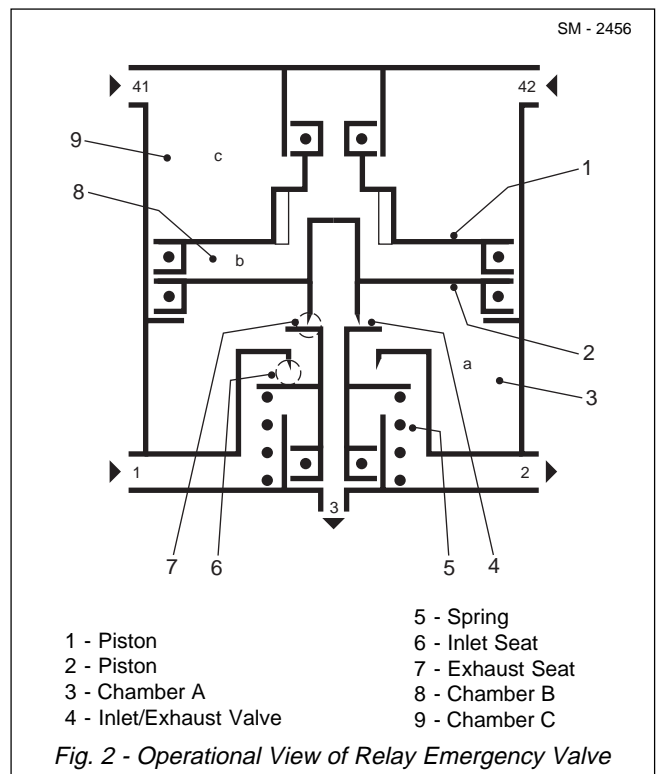 SM - 2456
41
42
9
c
8
b
1
2
a
3
1
2
3
7
6
5
4
1 - Piston
2 - Piston
3 - Chamber A
4 - Inlet/Exhaust Valve
5 - Spring
6 - Inlet Seat
7 - Exhaust Seat
8 - Chamber B
9 - Chamber C
Fig. 2 - Operational View of Relay Emergency Valve